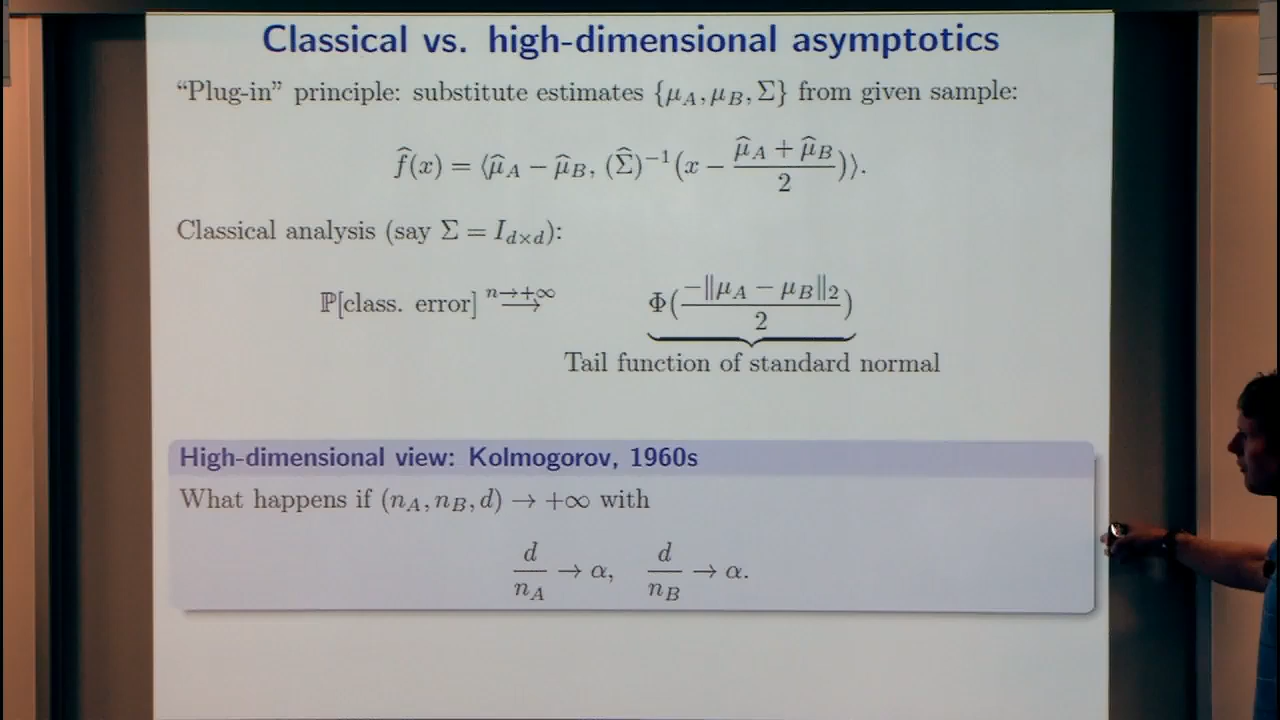 Classical vs. high-dimensional asymptotics
“Plug-in” principle: substitute estimates {μ_A, μ_B, Σ} from given sample:
f̂(x) = ⟨μ̂_A − μ̂_B, (Σ̂)^{-1}(x − (μ̂_A + μ̂_B)/2)⟩.
Classical analysis (say Σ = I_{d×d}):
ℙ[class. error] →^{n→+∞} Φ(−‖μ_A − μ_B‖_2 / 2)
Tail function of standard normal
High-dimensional view: Kolmogorov, 1960s
What happens if (n_A, n_B, d) → +∞ with
d/n_A → α, d/n_B → α.